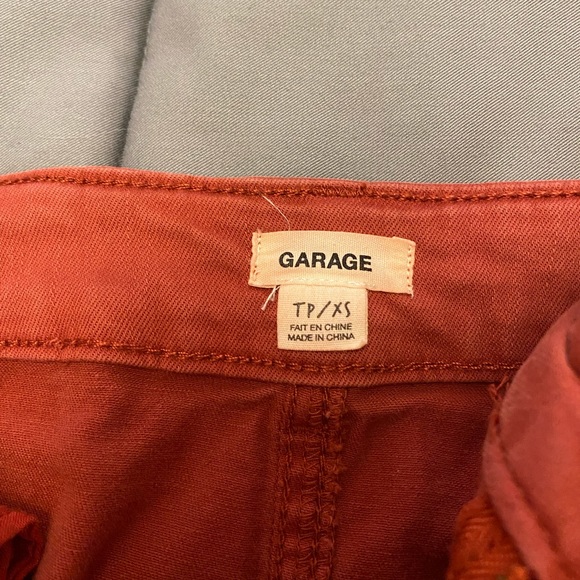 GARAGE
TP/XS
FAIT EN CHINE
MADE IN CHINA